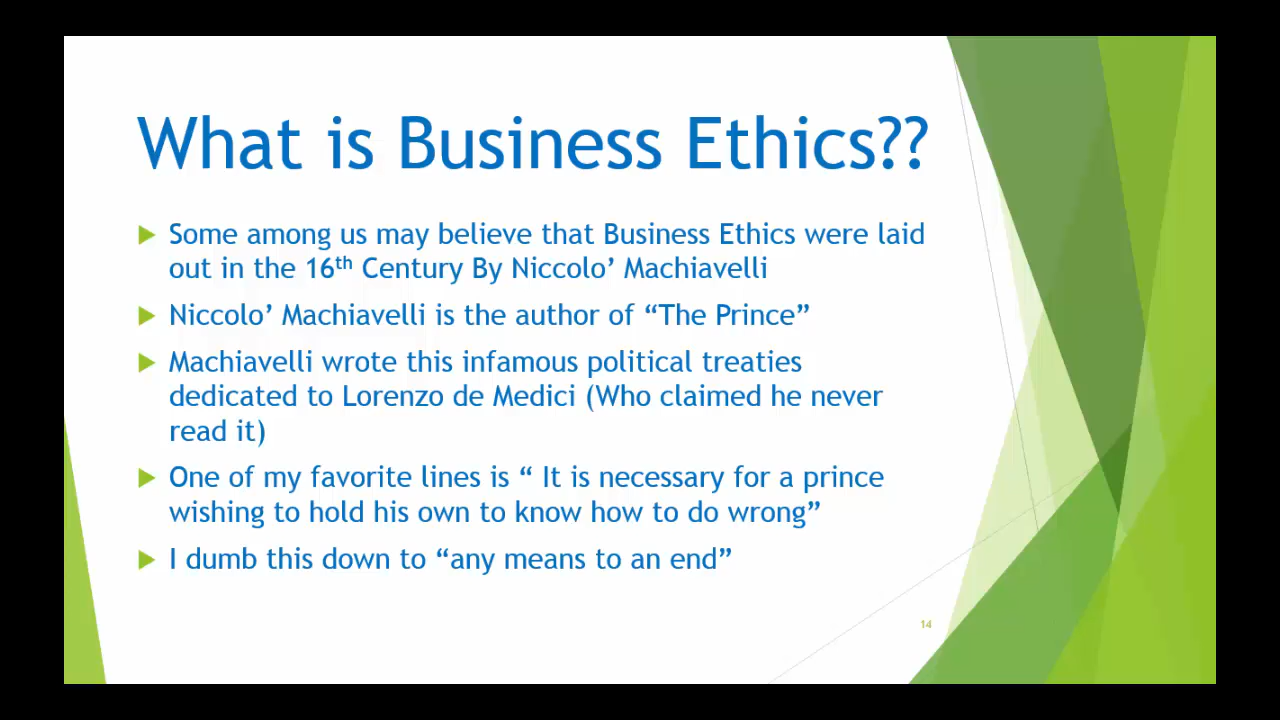 What is Business Ethics??
Some among us may believe that Business Ethics were laid
out in the 16th Century By Niccolo’ Machiavelli
Niccolo’ Machiavelli is the author of “The Prince”
Machiavelli wrote this infamous political treaties
dedicated to Lorenzo de Medici (Who claimed he never
read it)
One of my favorite lines is “ It is necessary for a prince
wishing to hold his own to know how to do wrong”
I dumb this down to “any means to an end”
14